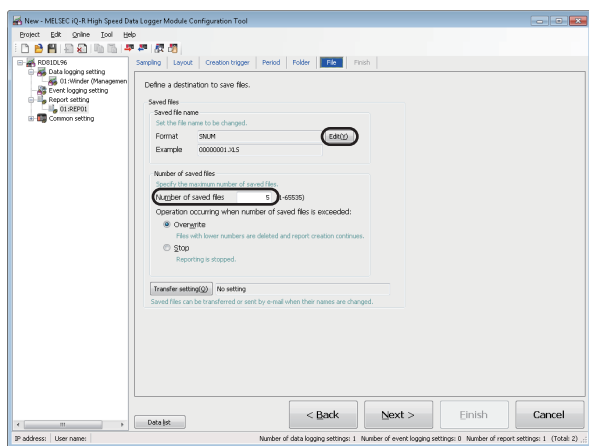 New - MELSEC iQ-R High Speed Data Logger Module Configuration Tool
Project Edit Online Tool Help
RD81DL96
Data logging setting
01:Winder (Managemen
Event logging setting
Report setting
01:REP01
Common setting
Sampling Layout Creation trigger Period Folder File Finish
Define a destination to save files.
Saved files
Saved file name
Set the file name to be changed.
Format SNUM Edit(Y)
Example 00000001.XLS
Number of saved files
Specify the maximum number of saved files.
Number of saved files 5 (1-65535)
Operation occurring when number of saved files is exceeded:
Overwrite
Files with lower numbers are deleted and report creation continues.
Stop
Reporting is stopped.
Transfer setting(Q) No setting
Saved files can be transferred or sent by e-mail when their names are changed.
Data list < Back Next > Finish Cancel
IP address: User name: Number of data logging settings: 1 Number of event logging settings: 0 Number of report settings: 1 (Total: 2)